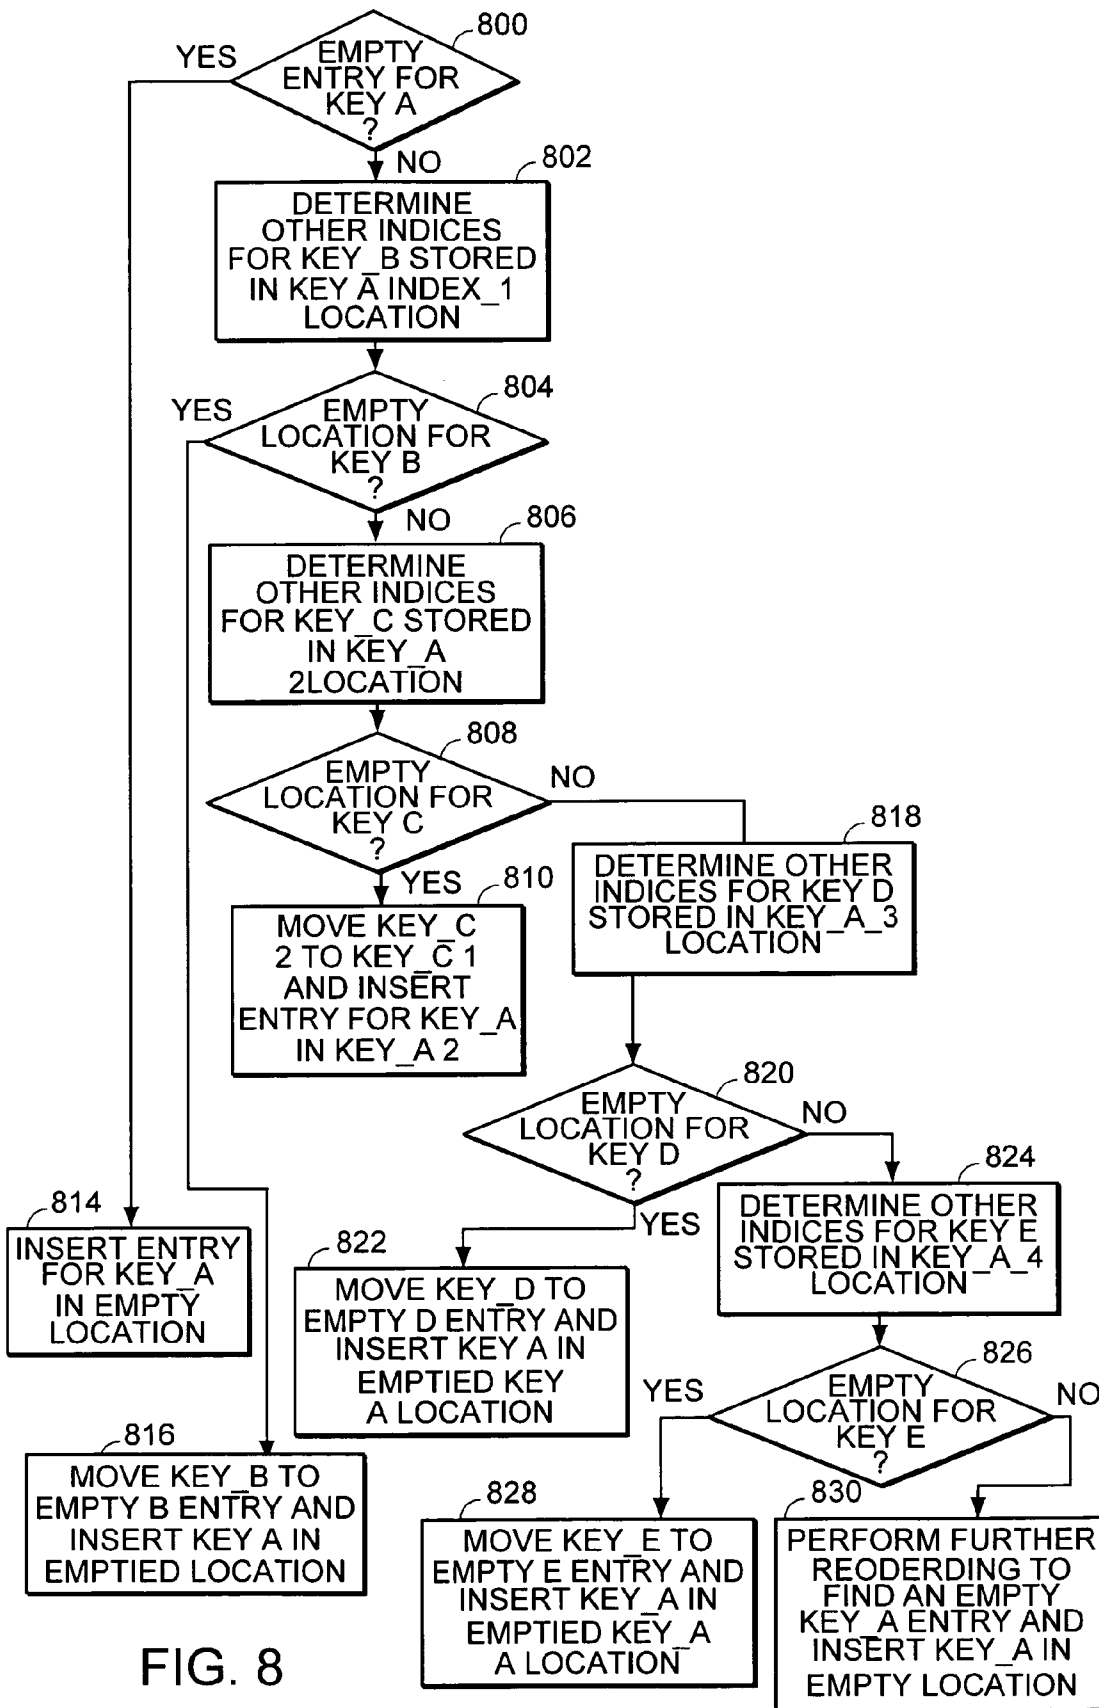 800
YES
EMPTY
ENTRY FOR
KEY A
?
NO
802
DETERMINE
OTHER INDICES
FOR KEY_B STORED
IN KEY A INDEX_1
LOCATION
804
YES
EMPTY
LOCATION FOR
KEY B
?
NO
806
DETERMINE
OTHER INDICES
FOR KEY_C STORED
IN KEY_A
2LOCATION
808
EMPTY
LOCATION FOR
KEY C
?
NO
YES
810
MOVE KEY_C
2 TO KEY_C 1
AND INSERT
ENTRY FOR KEY_A
IN KEY_A 2
818
DETERMINE OTHER
INDICES FOR KEY D
STORED IN KEY_A_3
LOCATION
820
EMPTY
LOCATION FOR
KEY D
?
NO
YES
824
DETERMINE OTHER
INDICES FOR KEY E
STORED IN KEY_A_4
LOCATION
814
INSERT ENTRY
FOR KEY_A
IN EMPTY
LOCATION
822
MOVE KEY_D TO
EMPTY D ENTRY AND
INSERT KEY A IN
EMPTIED KEY
A LOCATION
826
YES
EMPTY
LOCATION FOR
KEY E
?
NO
816
MOVE KEY_B TO
EMPTY B ENTRY AND
INSERT KEY A IN
EMPTIED LOCATION
828
MOVE KEY_E TO
EMPTY E ENTRY AND
INSERT KEY_A IN
EMPTIED KEY_A
A LOCATION
830
PERFORM FURTHER
REODERDING TO
FIND AN EMPTY
KEY_A ENTRY AND
INSERT KEY_A IN
EMPTY LOCATION
FIG. 8